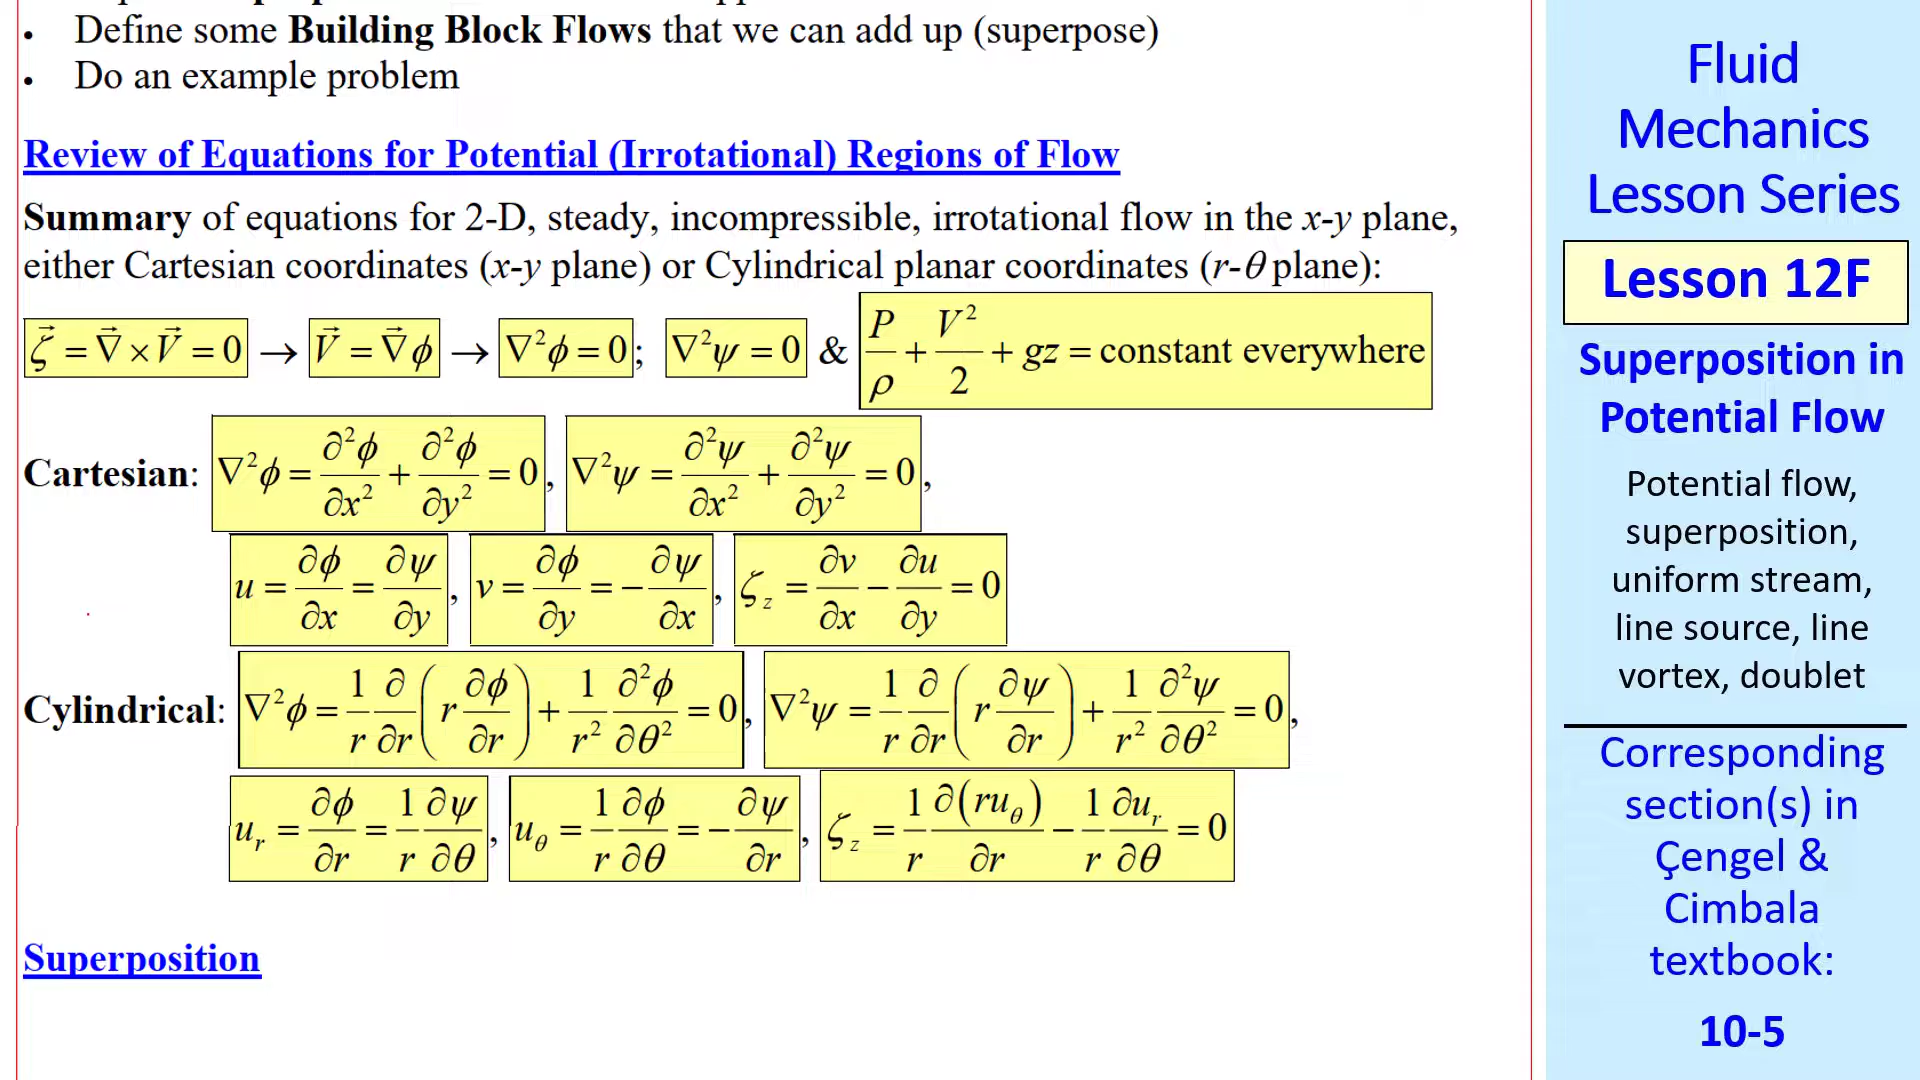 • Define some Building Block Flows that we can add up (superpose)
• Do an example problem
Review of Equations for Potential (Irrotational) Regions of Flow
Summary of equations for 2-D, steady, incompressible, irrotational flow in the x-y plane,
either Cartesian coordinates (x-y plane) or Cylindrical planar coordinates (r-θ plane):
ζ⃗ = ∇⃗ × V⃗ = 0 → V⃗ = ∇⃗ϕ → ∇²ϕ = 0; ∇²ψ = 0 & P/ρ + V²/2 + gz = constant everywhere
Cartesian: ∇²ϕ = ∂²ϕ/∂x² + ∂²ϕ/∂y² = 0, ∇²ψ = ∂²ψ/∂x² + ∂²ψ/∂y² = 0,
u = ∂ϕ/∂x = ∂ψ/∂y, v = ∂ϕ/∂y = −∂ψ/∂x, ζ_z = ∂v/∂x − ∂u/∂y = 0
Cylindrical: ∇²ϕ = 1/r ∂/∂r (r ∂ϕ/∂r) + 1/r² ∂²ϕ/∂θ² = 0, ∇²ψ = 1/r ∂/∂r (r ∂ψ/∂r) + 1/r² ∂²ψ/∂θ² = 0,
u_r = ∂ϕ/∂r = 1/r ∂ψ/∂θ, u_θ = 1/r ∂ϕ/∂θ = −∂ψ/∂r, ζ_z = 1/r ∂(ru_θ)/∂r − 1/r ∂u_r/∂θ = 0
Superposition
Fluid
Mechanics
Lesson Series
Lesson 12F
Superposition in
Potential Flow
Potential flow,
superposition,
uniform stream,
line source, line
vortex, doublet
Corresponding
section(s) in
Çengel &
Cimbala
textbook:
10-5